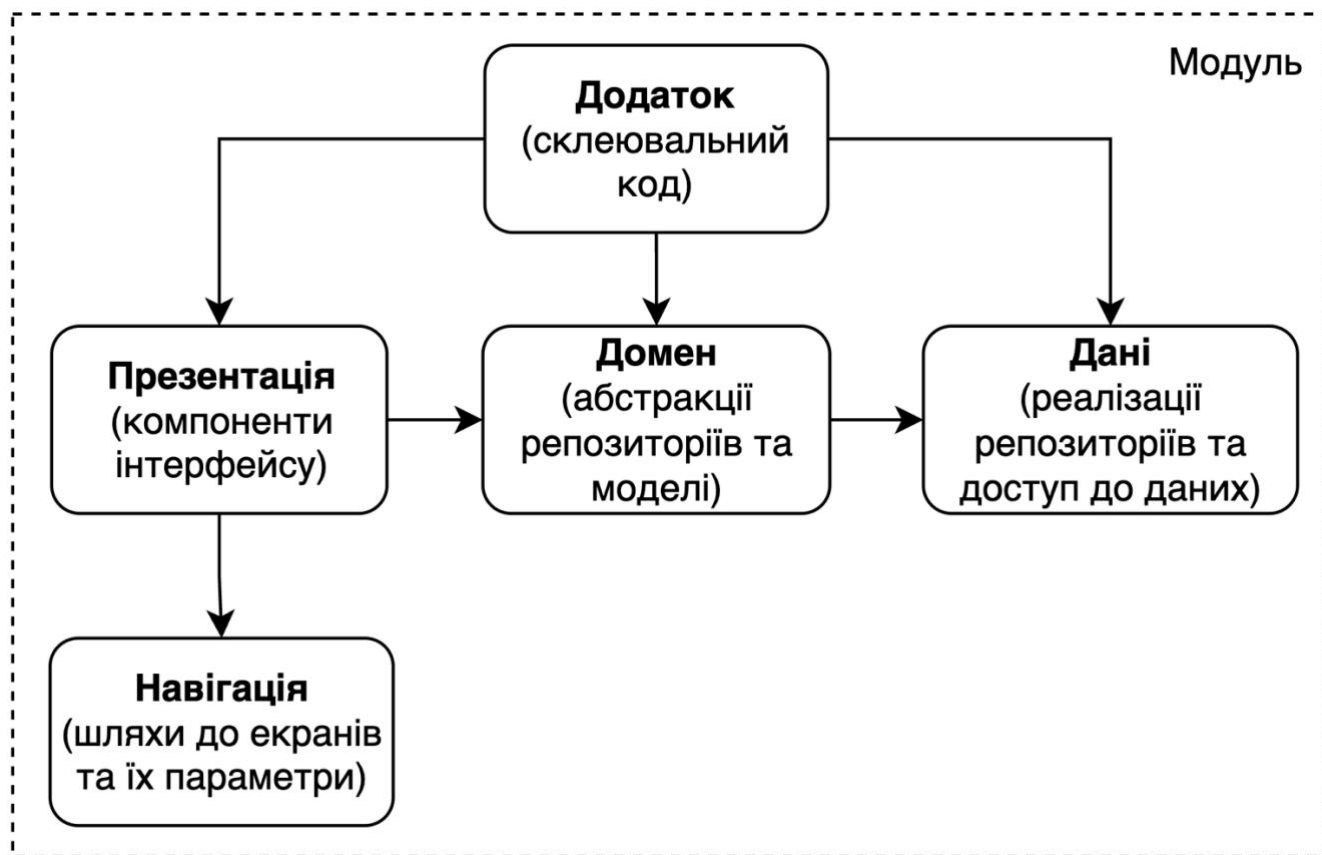 Модуль
Додаток
(склеювальний
код)
Презентація
(компоненти
інтерфейсу)
Домен
(абстракції
репозиторіїв та
моделі)
Дані
(реалізації
репозиторіїв та
доступ до даних)
Навігація
(шляхи до екранів
та їх параметри)